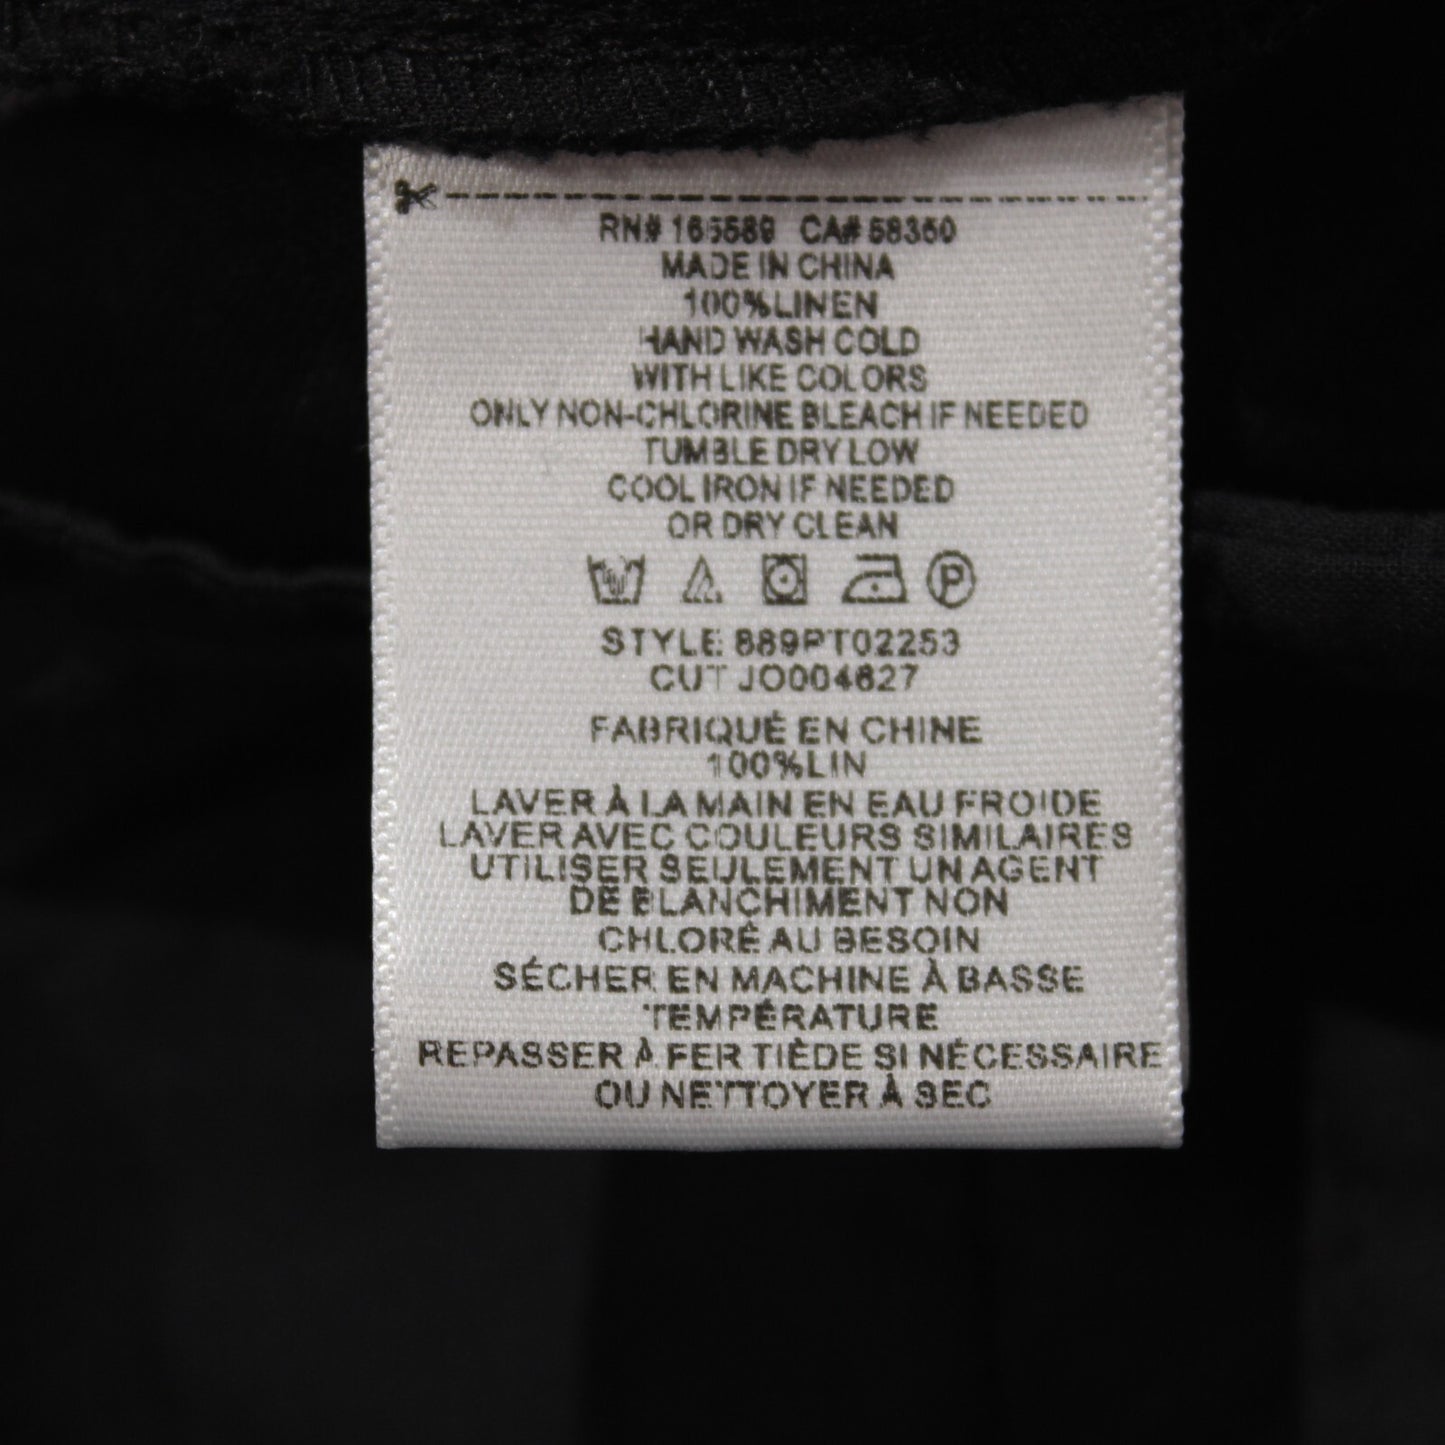 RN# 165589 CA# 58350
MADE IN CHINA
100%LINEN
HAND WASH COLD
WITH LIKE COLORS
ONLY NON-CHLORINE BLEACH IF NEEDED
TUMBLE DRY LOW
COOL IRON IF NEEDED
OR DRY CLEAN
P
STYLE 889PT02253
CUT JO004627
FABRIQUÉ EN CHINE
100%LIN
LAVER À LA MAIN EN EAU FROIDE
LAVER AVEC COULEURS SIMILAIRES
UTILISER SEULEMENT UN AGENT
DE BLANCHIMENT NON
CHLORÉ AU BESOIN
SÉCHER EN MACHINE À BASSE
TEMPÉRATURE
REPASSER À FER TIÈDE SI NÉCESSAIRE
OU NETTOYER À SEC